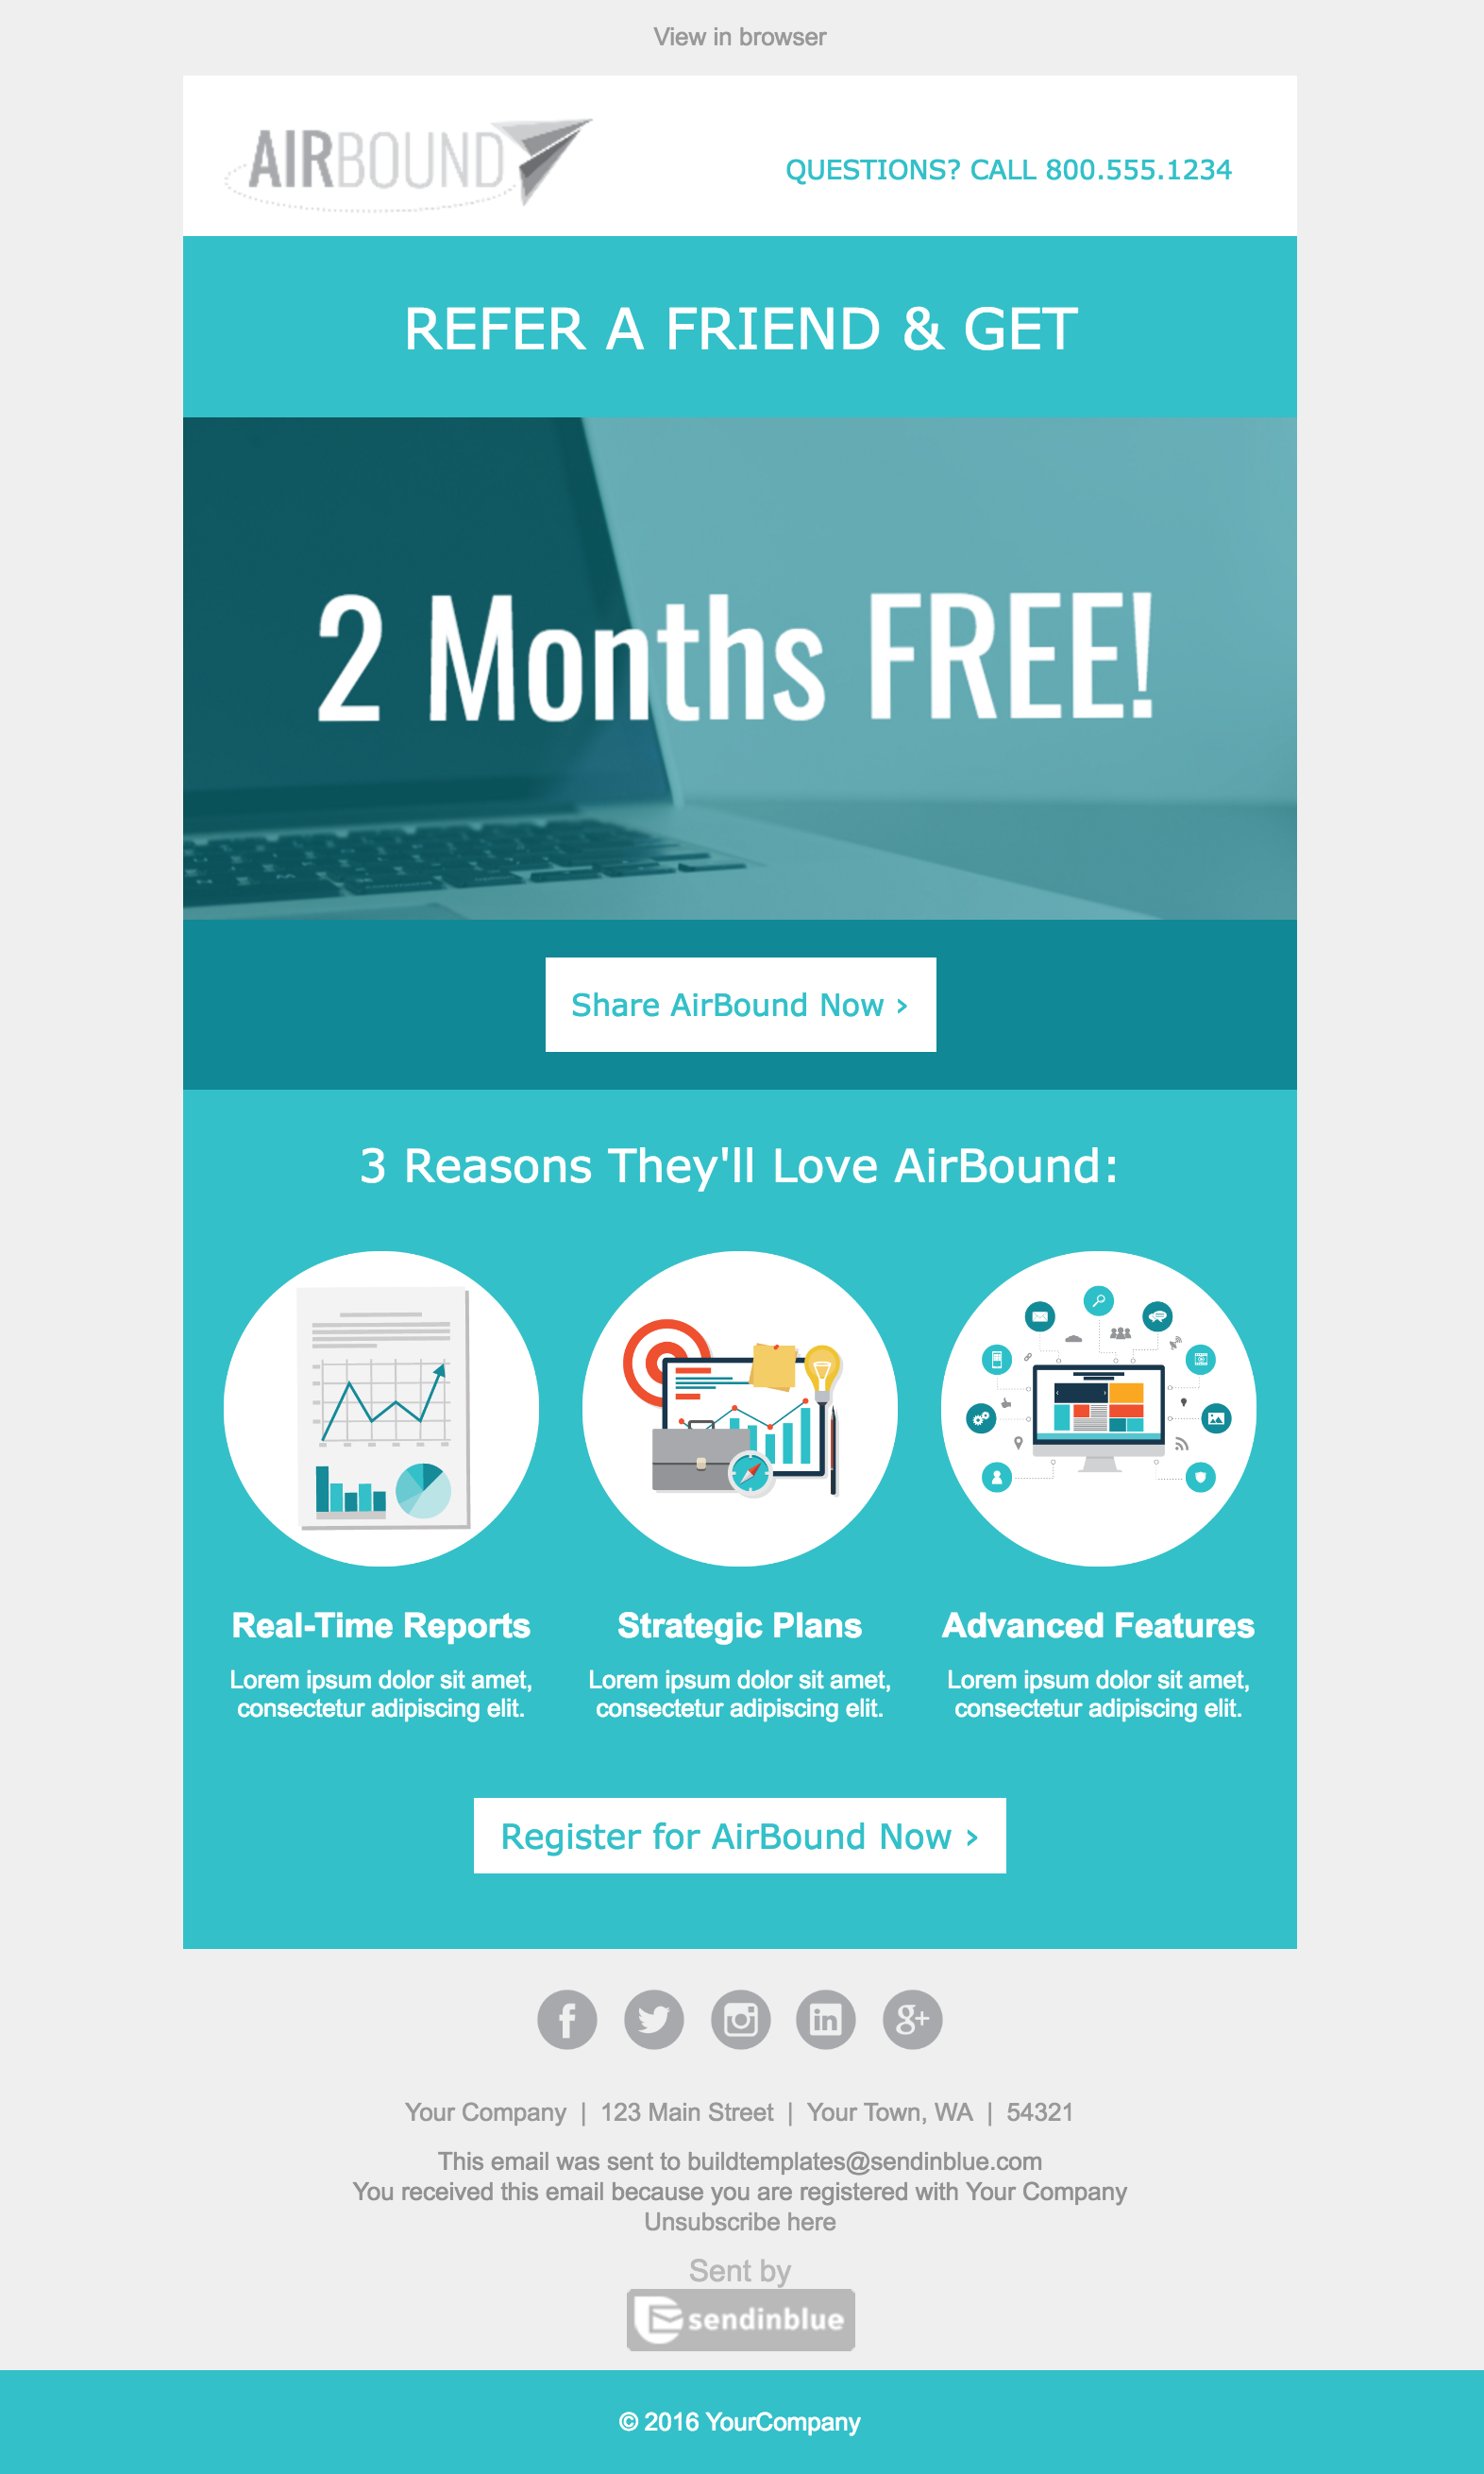 View in browser
AIRBOUND
QUESTIONS? CALL 800.555.1234
REFER A FRIEND & GET
2 Months FREE!
Share AirBound Now ›
3 Reasons They'll Love AirBound:
Real-Time Reports
Strategic Plans
Advanced Features
Lorem ipsum dolor sit amet,
consectetur adipiscing elit.
Lorem ipsum dolor sit amet,
consectetur adipiscing elit.
Lorem ipsum dolor sit amet,
consectetur adipiscing elit.
Register for AirBound Now ›
Your Company | 123 Main Street | Your Town, WA | 54321
This email was sent to buildtemplates@sendinblue.com
You received this email because you are registered with Your Company
Unsubscribe here
Sent by
sendinblue
© 2016 YourCompany